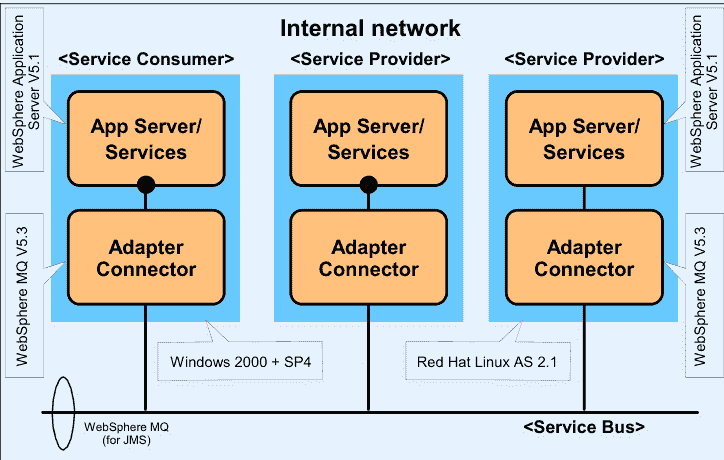 Internal network
<Service Consumer>
<Service Provider>
<Service Provider>
WebSphere Application
Server V5.1
App Server/
Services
App Server/
Services
App Server/
Services
WebSphere Application
Server V5.1
WebSphere MQ V5.3
Adapter
Connector
Adapter
Connector
Adapter
Connector
WebSphere MQ V5.3
Windows 2000 + SP4
Red Hat Linux AS 2.1
WebSphere MQ
(for JMS)
<Service Bus>